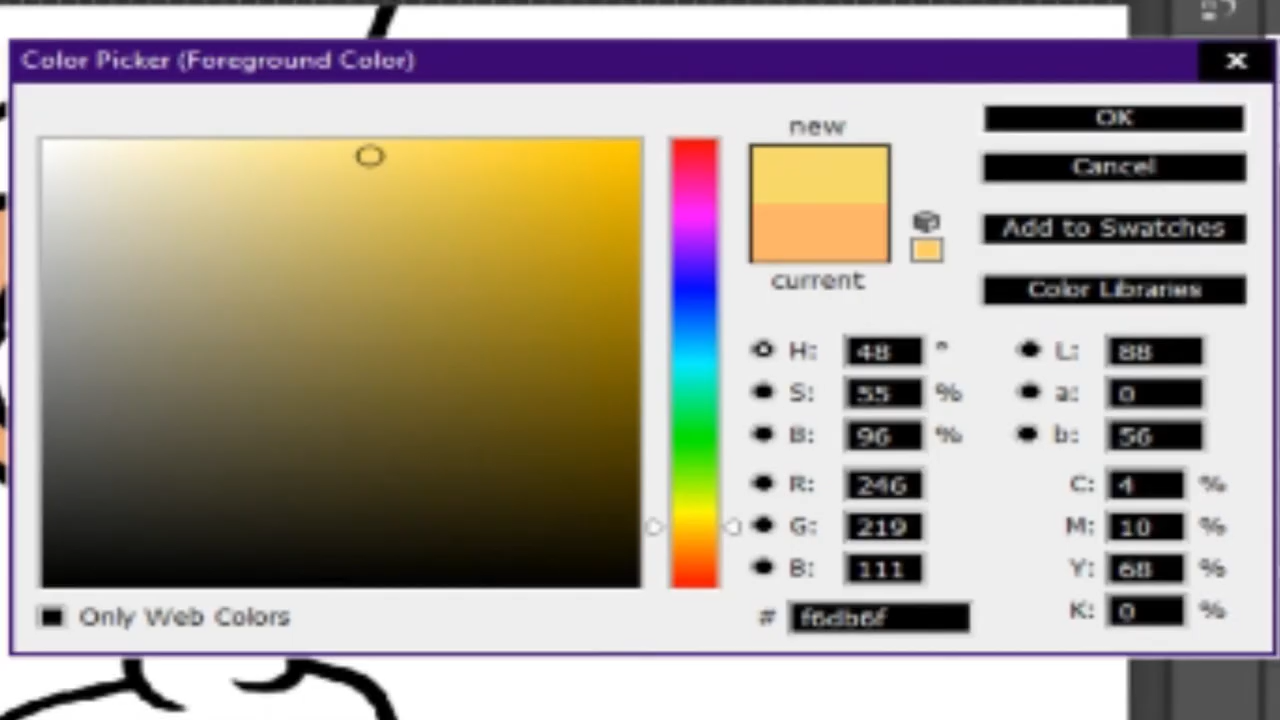 Color Picker (Foreground Color)
new
current
OK
Cancel
Add to Swatches
Color Libraries
H: 48 °
S: 55 %
B: 96 %
R: 246
G: 219
B: 111
# f6db6f
L: 88
a: 0
b: 56
C: 4 %
M: 10 %
Y: 68 %
K: 0 %
Only Web Colors